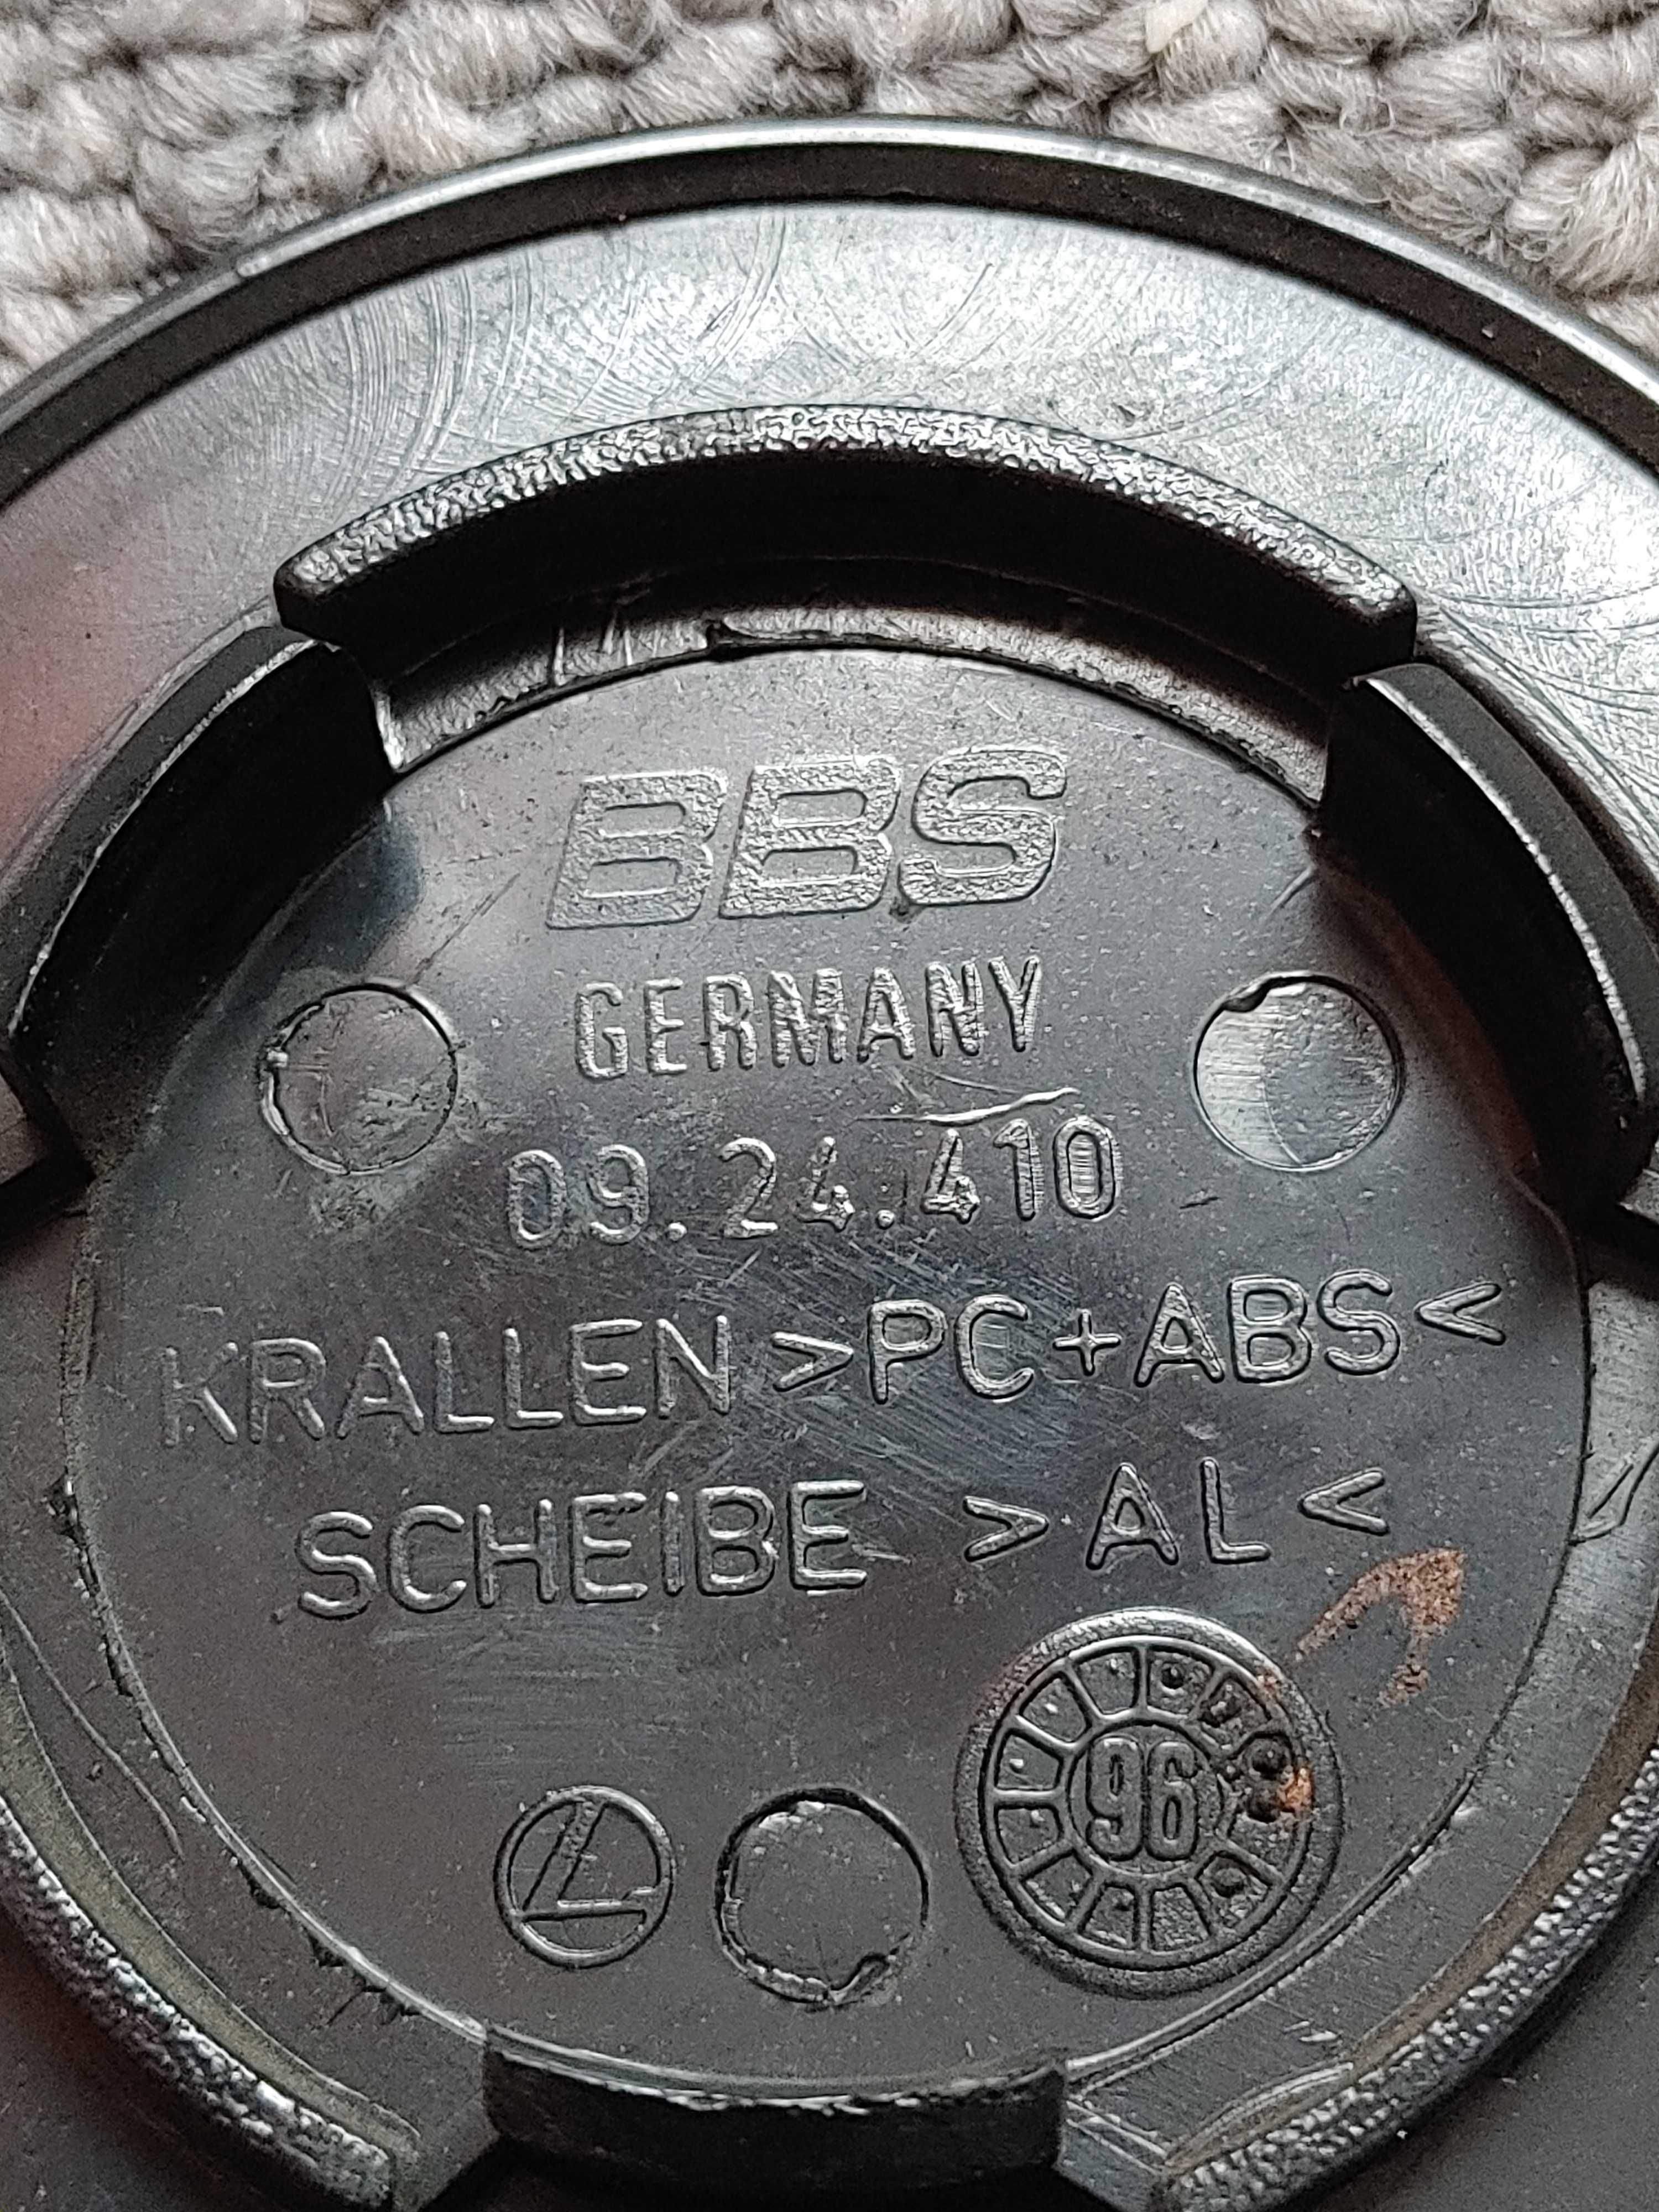 BBS
GERMANY
09.24.410
KRALLEN >PC+ABS<
SCHEIBE >AL<
96